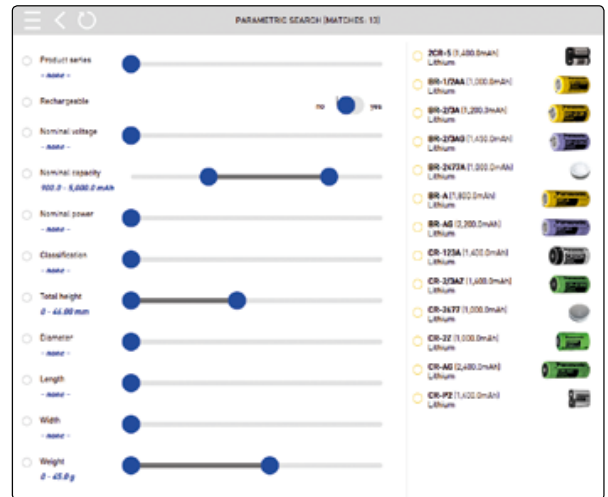 PARAMETRIC SEARCH (MATCHES: 13)
Product series
- none -
Rechargeable
no yes
Nominal voltage
- none -
Nominal capacity
900.0 - 5,000.0 mAh
Nominal power
- none -
Classification
- none -
Total height
0 - 46.00 mm
Diameter
- none -
Length
- none -
Width
- none -
Weight
0 - 45.0 g
2CR-5 (1,400.0mAh)
Lithium
BR-1/2AA (1,000.0mAh)
Lithium
BR-2/3A (1,200.0mAh)
Lithium
BR-2/3AG (1,450.0mAh)
Lithium
BR-2477A (1,000.0mAh)
Lithium
BR-A (1,800.0mAh)
Lithium
BR-AG (2,200.0mAh)
Lithium
CR-123A (1,400.0mAh)
Lithium
CR-2/3AZ (1,600.0mAh)
Lithium
CR-2477 (1,000.0mAh)
Lithium
CR-2Z (1,000.0mAh)
Lithium
CR-AG (2,400.0mAh)
Lithium
CR-P2 (1,400.0mAh)
Lithium